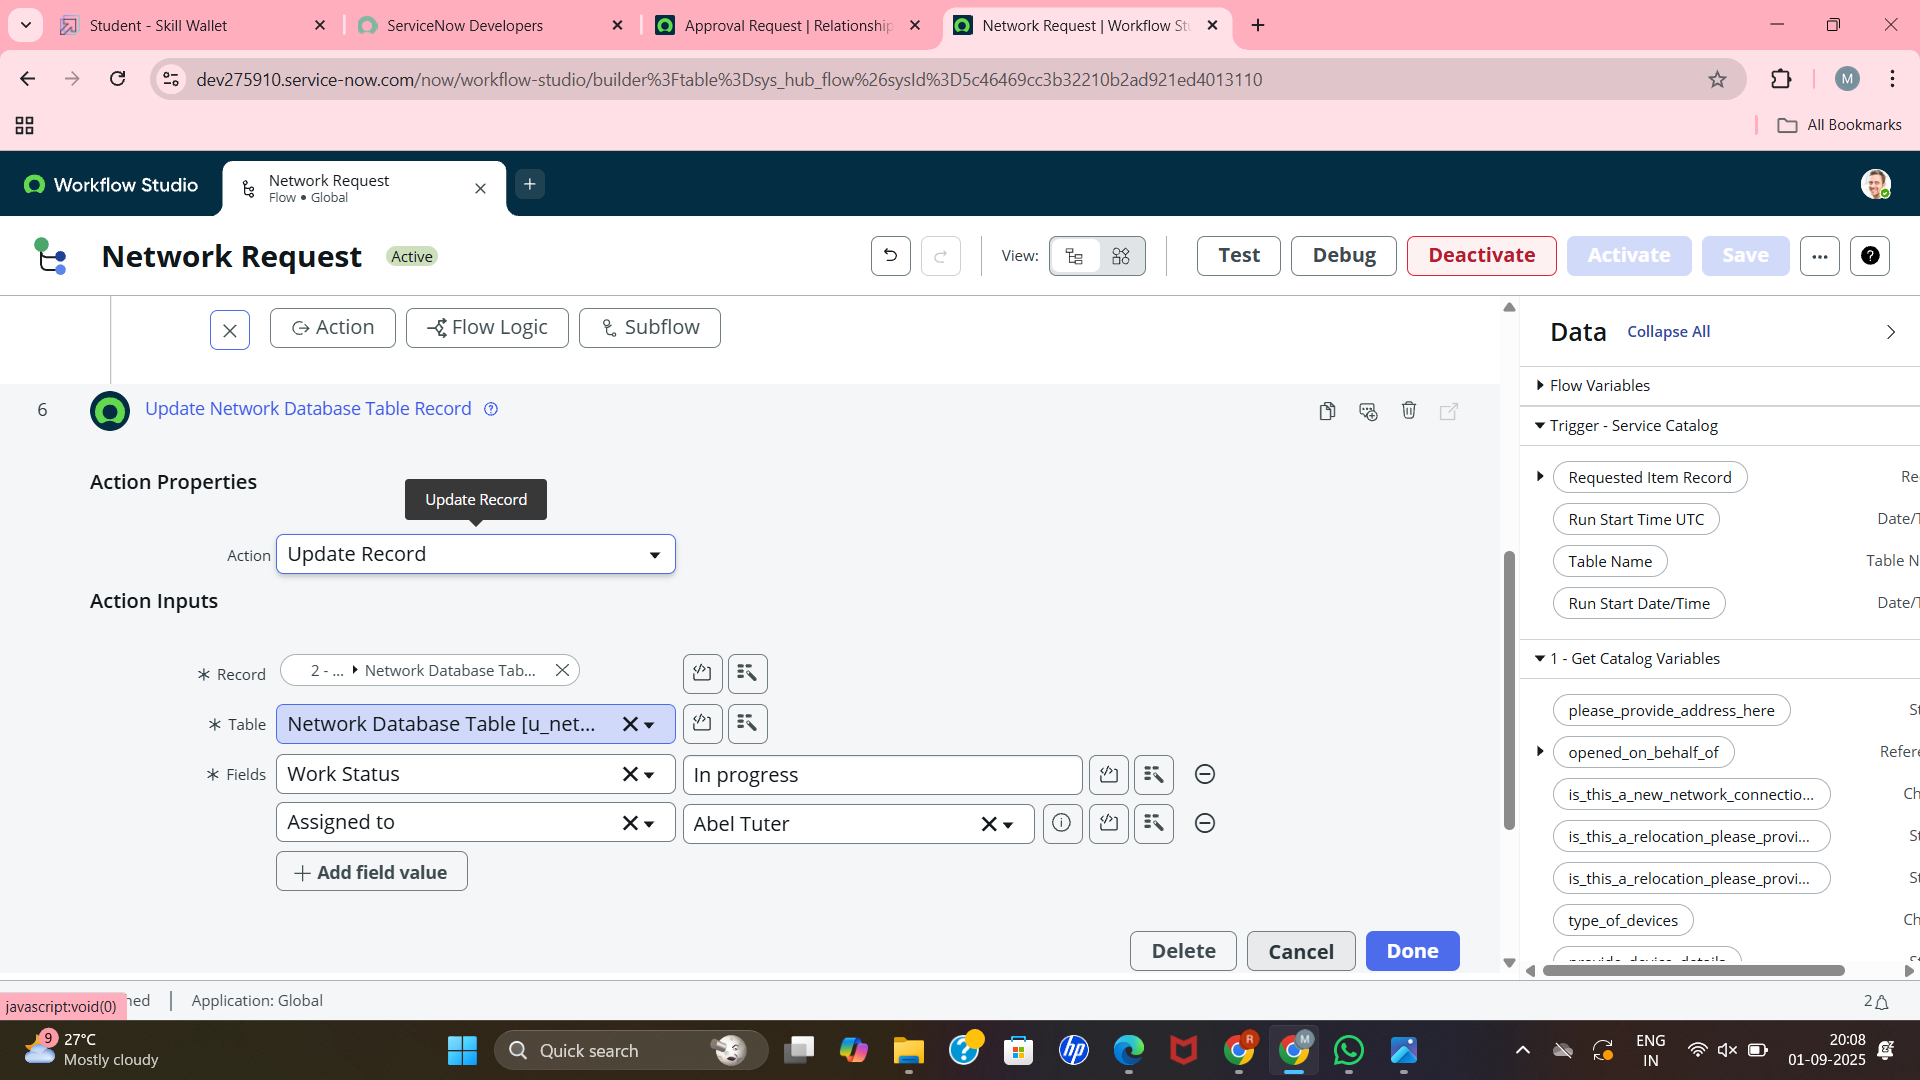 Student - Skill Wallet
ServiceNow Developers
Approval Request | Relationship
Network Request | Workflow St
dev275910.service-now.com/now/workflow-studio/builder%3Ftable%3Dsys_hub_flow%26sysId%3D5c46469cc3b32210b2ad921ed4013110
M
All Bookmarks
Workflow Studio
Network Request
Flow • Global
Network Request
Active
View:
Test
Debug
Deactivate
Activate
Save
Action
Flow Logic
Subflow
Data
Collapse All
Flow Variables
6
Update Network Database Table Record
Trigger - Service Catalog
Requested Item Record
Re
Action Properties
Update Record
Run Start Time UTC
Date/T
Action
Update Record
Table Name
Table N
Action Inputs
Run Start Date/Time
Date/T
1 - Get Catalog Variables
* Record
2 - ...
Network Database Tab...
* Table
Network Database Table [u_net...
please_provide_address_here
St
* Fields
Work Status
In progress
opened_on_behalf_of
Refere
is_this_a_new_network_connectio...
Ch
Assigned to
Abel Tuter
is_this_a_relocation_please_provi...
St
+ Add field value
is_this_a_relocation_please_provi...
St
type_of_devices
Ch
Delete
Cancel
Done
provide_device_details
javascript:void(0)
ned
Application: Global
2
9
27°C
Mostly cloudy
Quick search
R
M
ENG
IN
20:08
01-09-2025